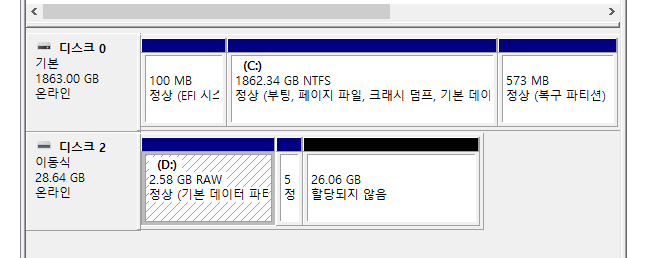 디스크 0
기본
1863.00 GB
온라인
100 MB
정상 (EFI 시스
(C:)
1862.34 GB NTFS
정상 (부팅, 페이지 파일, 크래시 덤프, 기본 데이
573 MB
정상 (복구 파티션)
디스크 2
이동식
28.64 GB
온라인
(D:)
2.58 GB RAW
정상 (기본 데이터 파티
5
정
26.06 GB
할당되지 않음